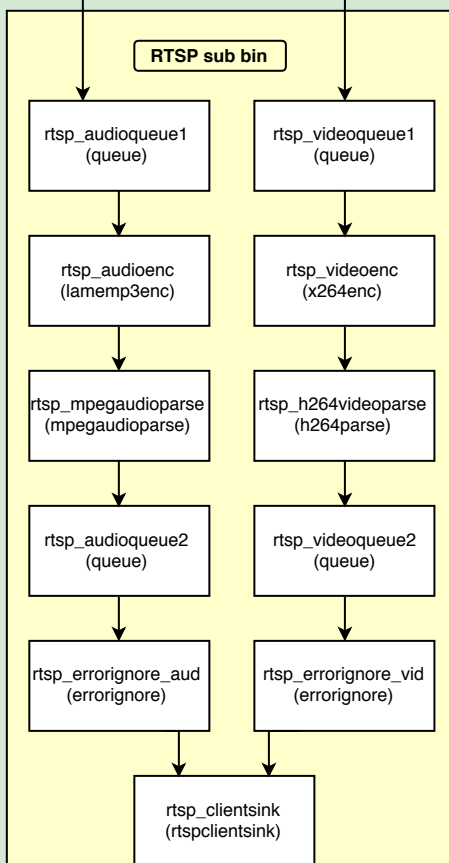 RTSP sub bin
rtsp_audioqueue1
(queue)
rtsp_videoqueue1
(queue)
rtsp_audioenc
(lamemp3enc)
rtsp_videoenc
(x264enc)
rtsp_mpegaudioparse
(mpegaudioparse)
rtsp_h264videoparse
(h264parse)
rtsp_audioqueue2
(queue)
rtsp_videoqueue2
(queue)
rtsp_errorignore_aud
(errorignore)
rtsp_errorignore_vid
(errorignore)
rtsp_clientsink
(rtspclientsink)